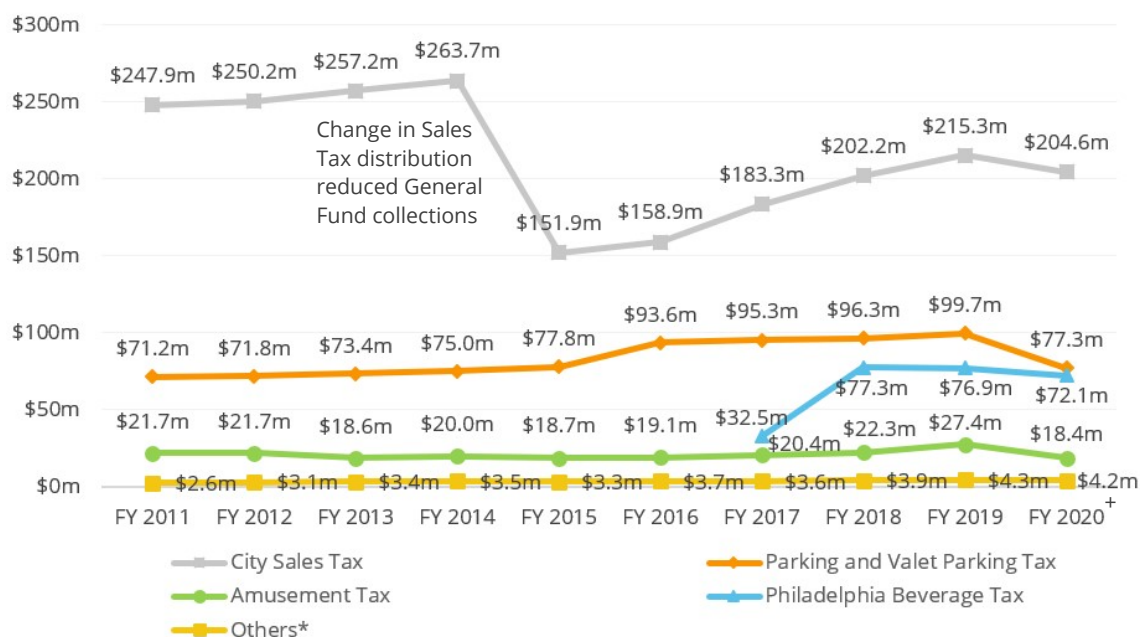 $300m
$250m
$200m
$150m
$100m
$50m
$0m
$247.9m $250.2m $257.2m $263.7m $151.9m $158.9m $183.3m $202.2m $215.3m $204.6m
Change in Sales
Tax distribution
reduced General
Fund collections
$71.2m $71.8m $73.4m $75.0m $77.8m $93.6m $95.3m $96.3m $99.7m $77.3m
$32.5m $77.3m $76.9m $72.1m
$21.7m $21.7m $18.6m $20.0m $18.7m $19.1m $20.4m $22.3m $27.4m $18.4m
$2.6m $3.1m $3.4m $3.5m $3.3m $3.7m $3.6m $3.9m $4.3m $4.2m
FY 2011 FY 2012 FY 2013 FY 2014 FY 2015 FY 2016 FY 2017 FY 2018 FY 2019 FY 2020+
City Sales Tax
Parking and Valet Parking Tax
Amusement Tax
Philadelphia Beverage Tax
Others*